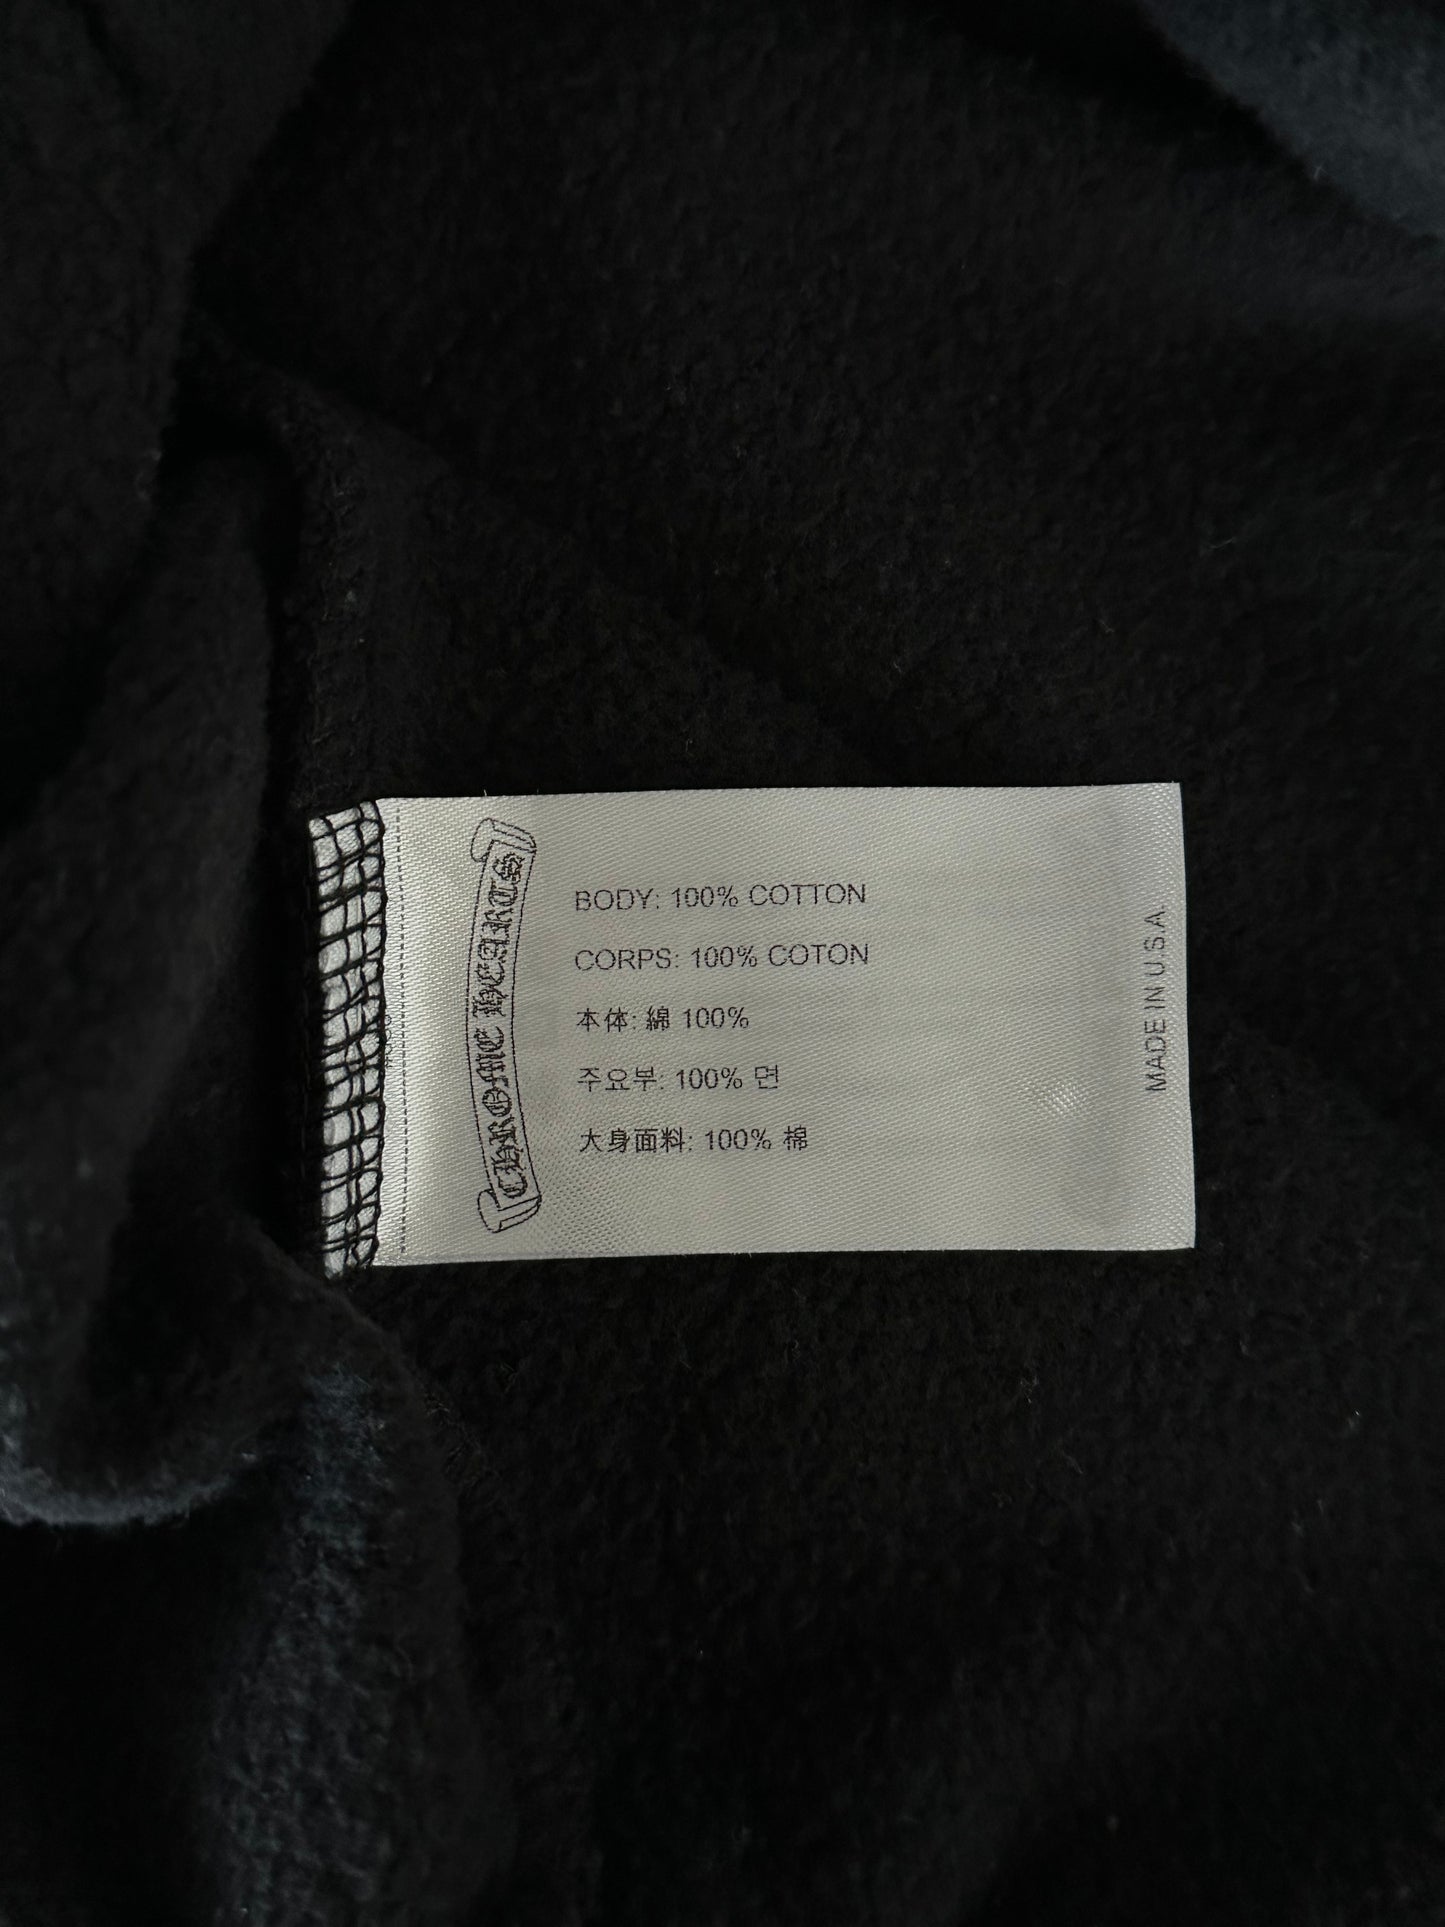 CHROME HEARTS
BODY: 100% COTTON
CORPS: 100% COTON
本体: 綿 100%
주요부: 100% 면
大身面料: 100% 棉
MADE IN U.S.A.